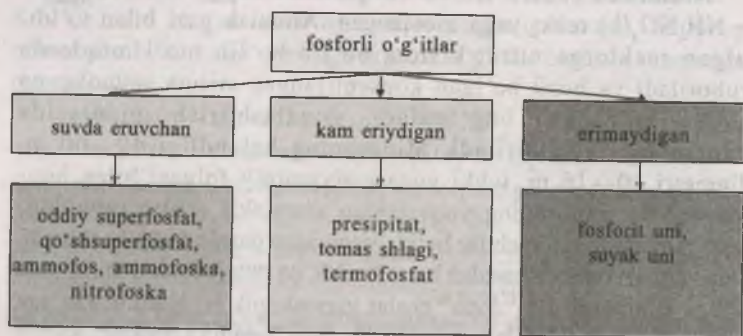 fosforli o‘g‘itlar
suvda eruvchan
kam eriydigan
erimaydigan
oddiy superfosfat,
qo‘shsuperfosfat,
ammofos, ammofoska,
nitrofoska
presipitat,
tomas shlagi,
termofosfat
fosforit uni,
suyak uni